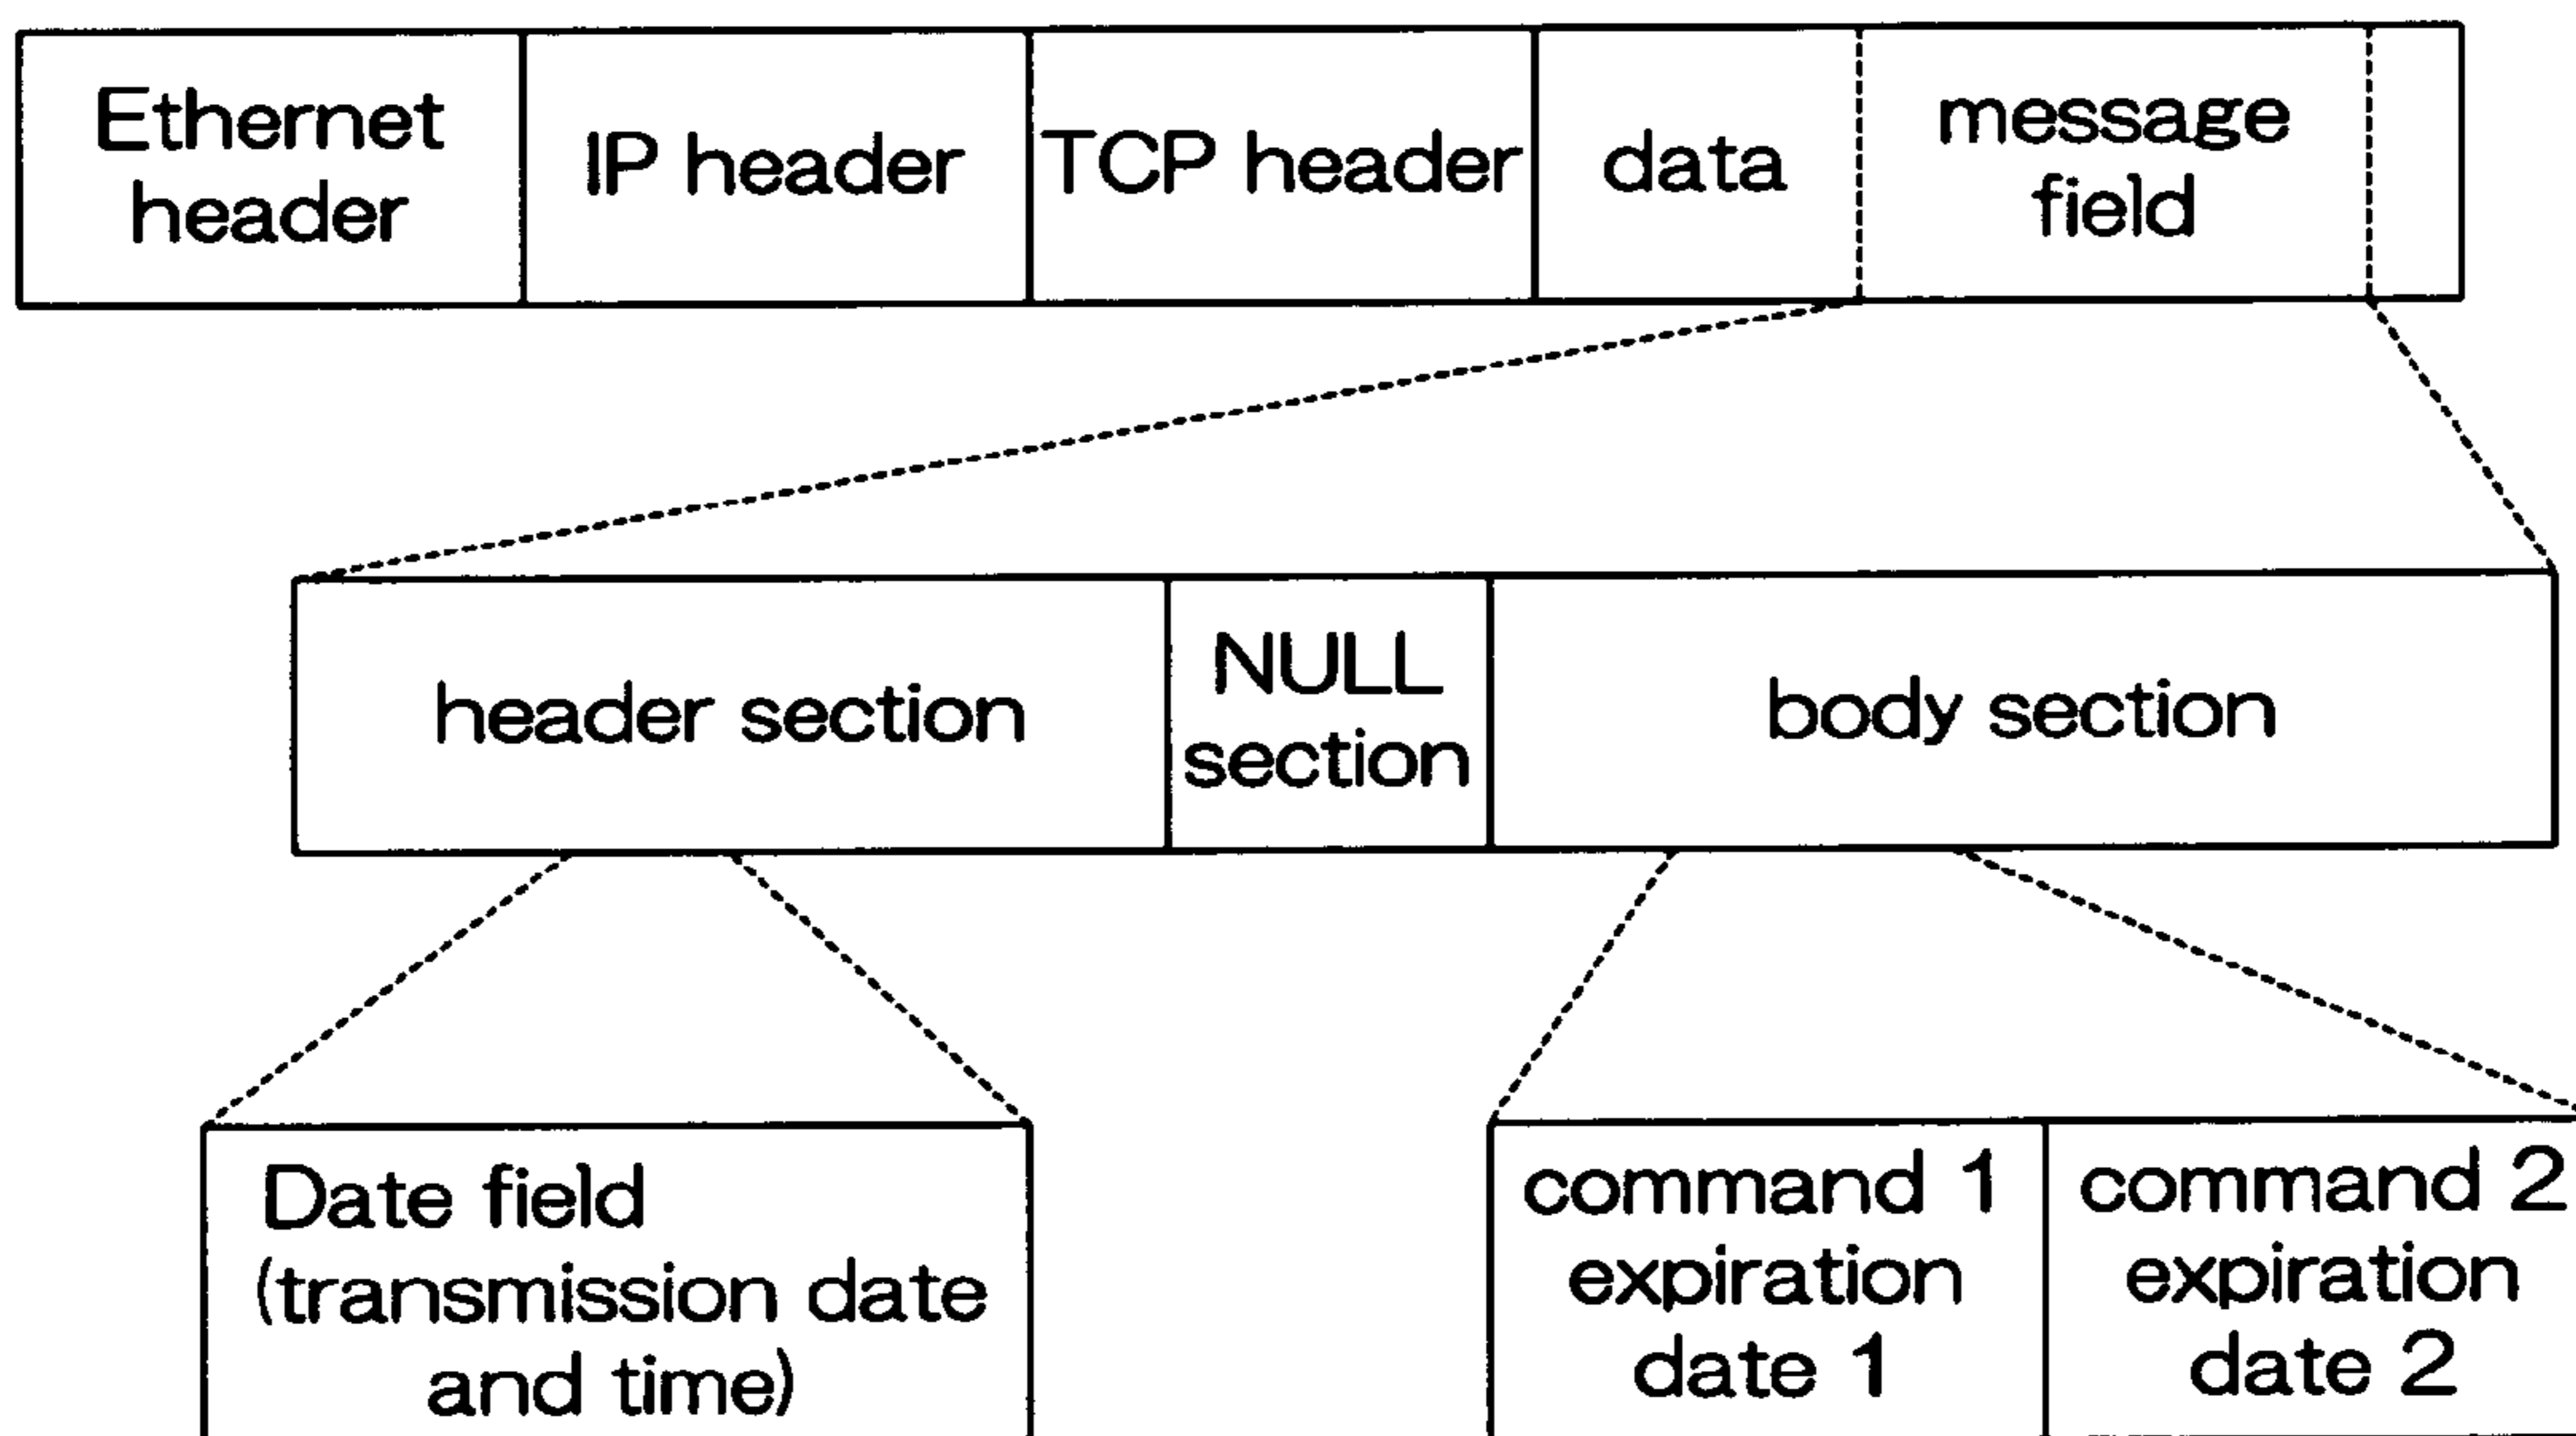 Ethernet
header
IP header
TCP header
data
message
field
header section
NULL
section
body section
Date field
(transmission date
and time)
command 1
expiration
date 1
command 2
expiration
date 2